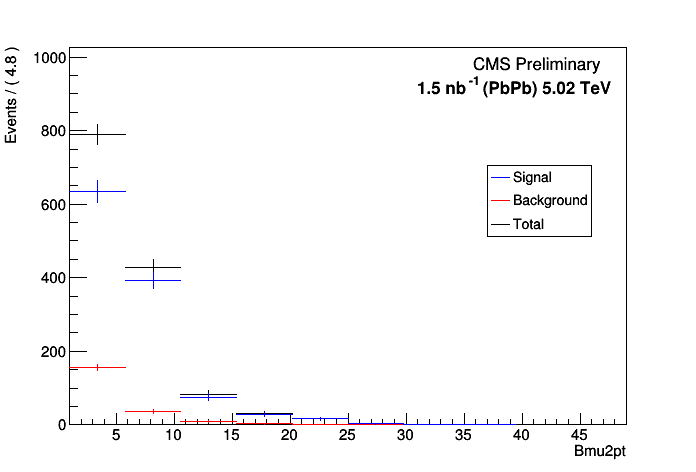 CMS Preliminary
1.5 nb⁻¹ (PbPb) 5.02 TeV
Events / ( 4.8 )
1000
800
600
400
200
0
Signal
Background
Total
5 10 15 20 25 30 35 40 45
Bmu2pt